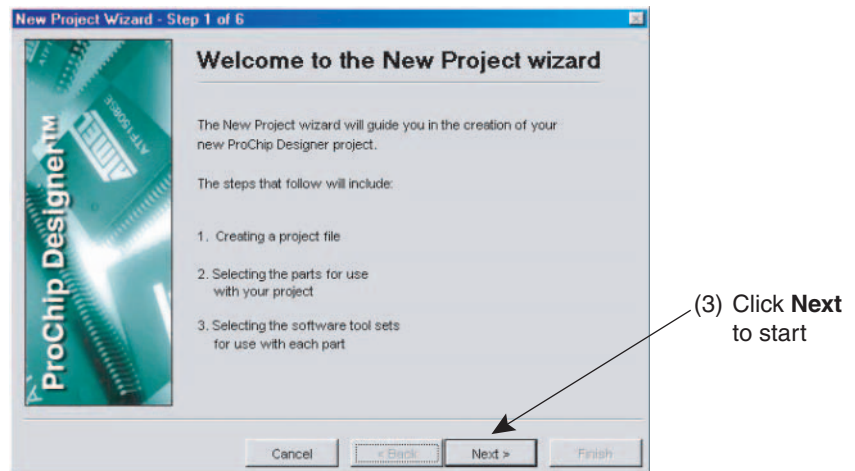 New Project Wizard - Step 1 of 6
ProChip Designer™
ATF1508SE
ATMEL
Welcome to the New Project wizard
The New Project wizard will guide you in the creation of your
new ProChip Designer project.
The steps that follow will include:
1. Creating a project file
2. Selecting the parts for use
with your project
3. Selecting the software tool sets
for use with each part
(3) Click Next
to start
Cancel
< Back
Next >
Finish